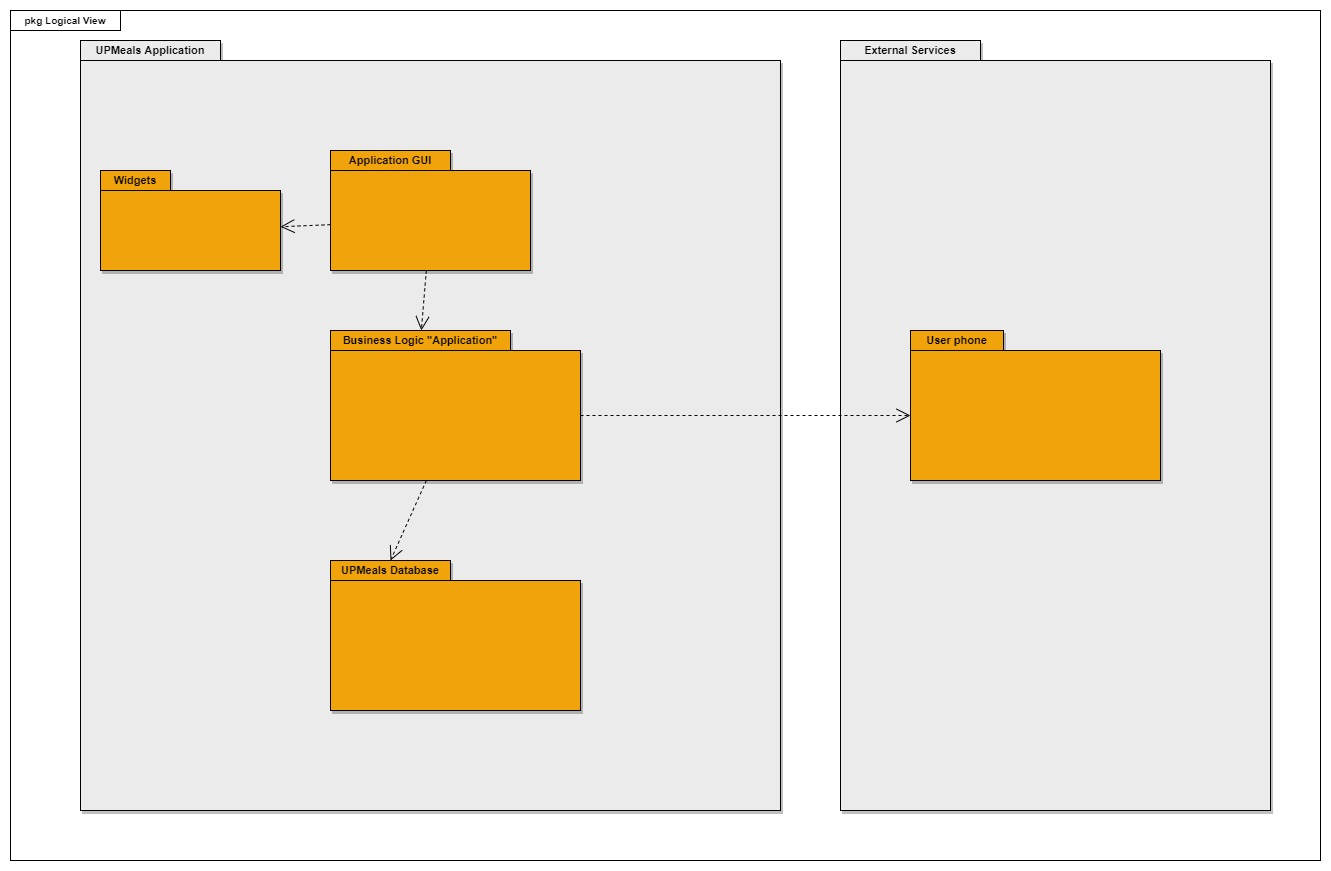 pkg Logical View
UPMeals Application
External Services
Application GUI
Widgets
Business Logic "Application"
User phone
UPMeals Database